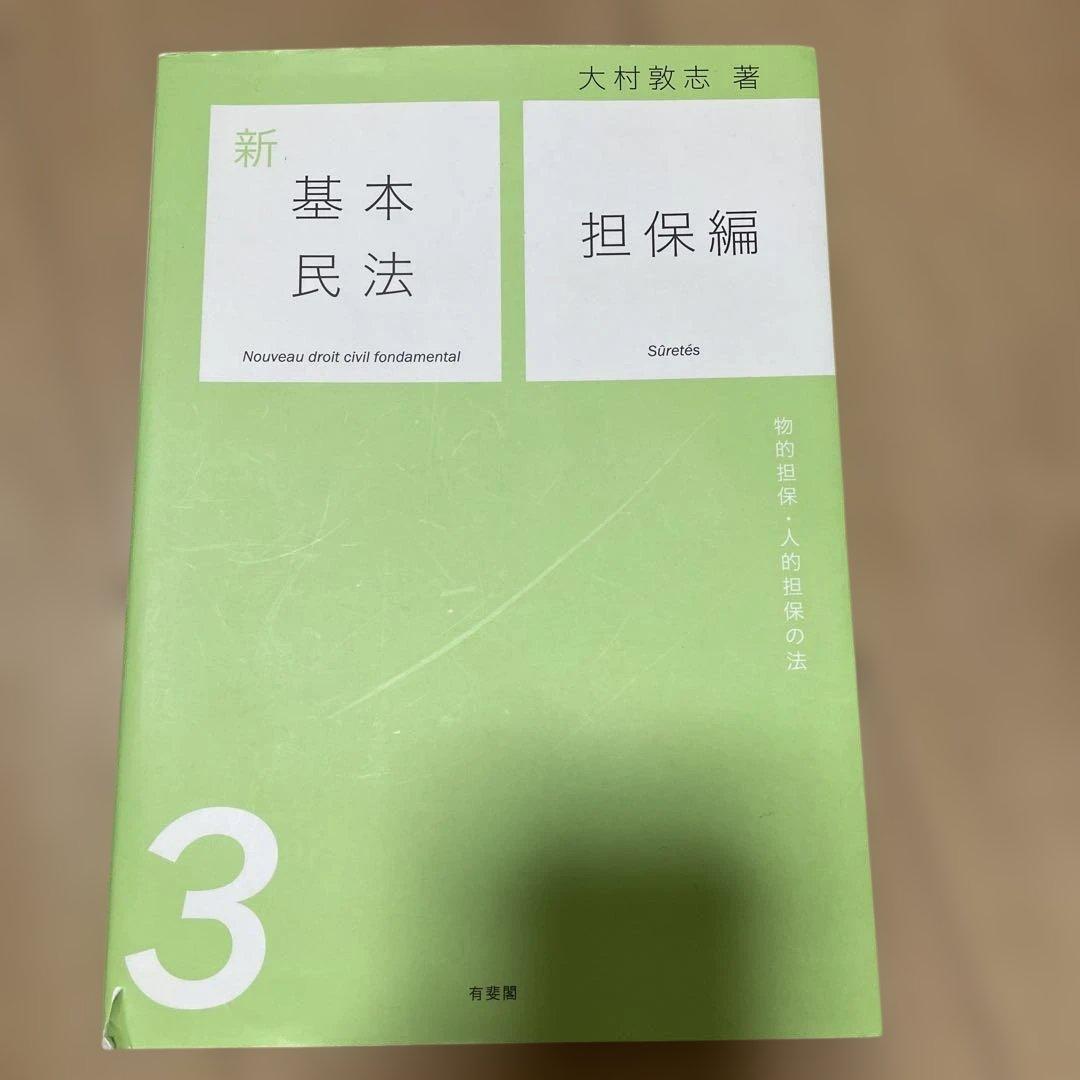 大村敦志 著
新
基本
民法
Nouveau droit civil fondamental
担保編
Sûretés
物的担保・人的担保の法
3
有斐閣